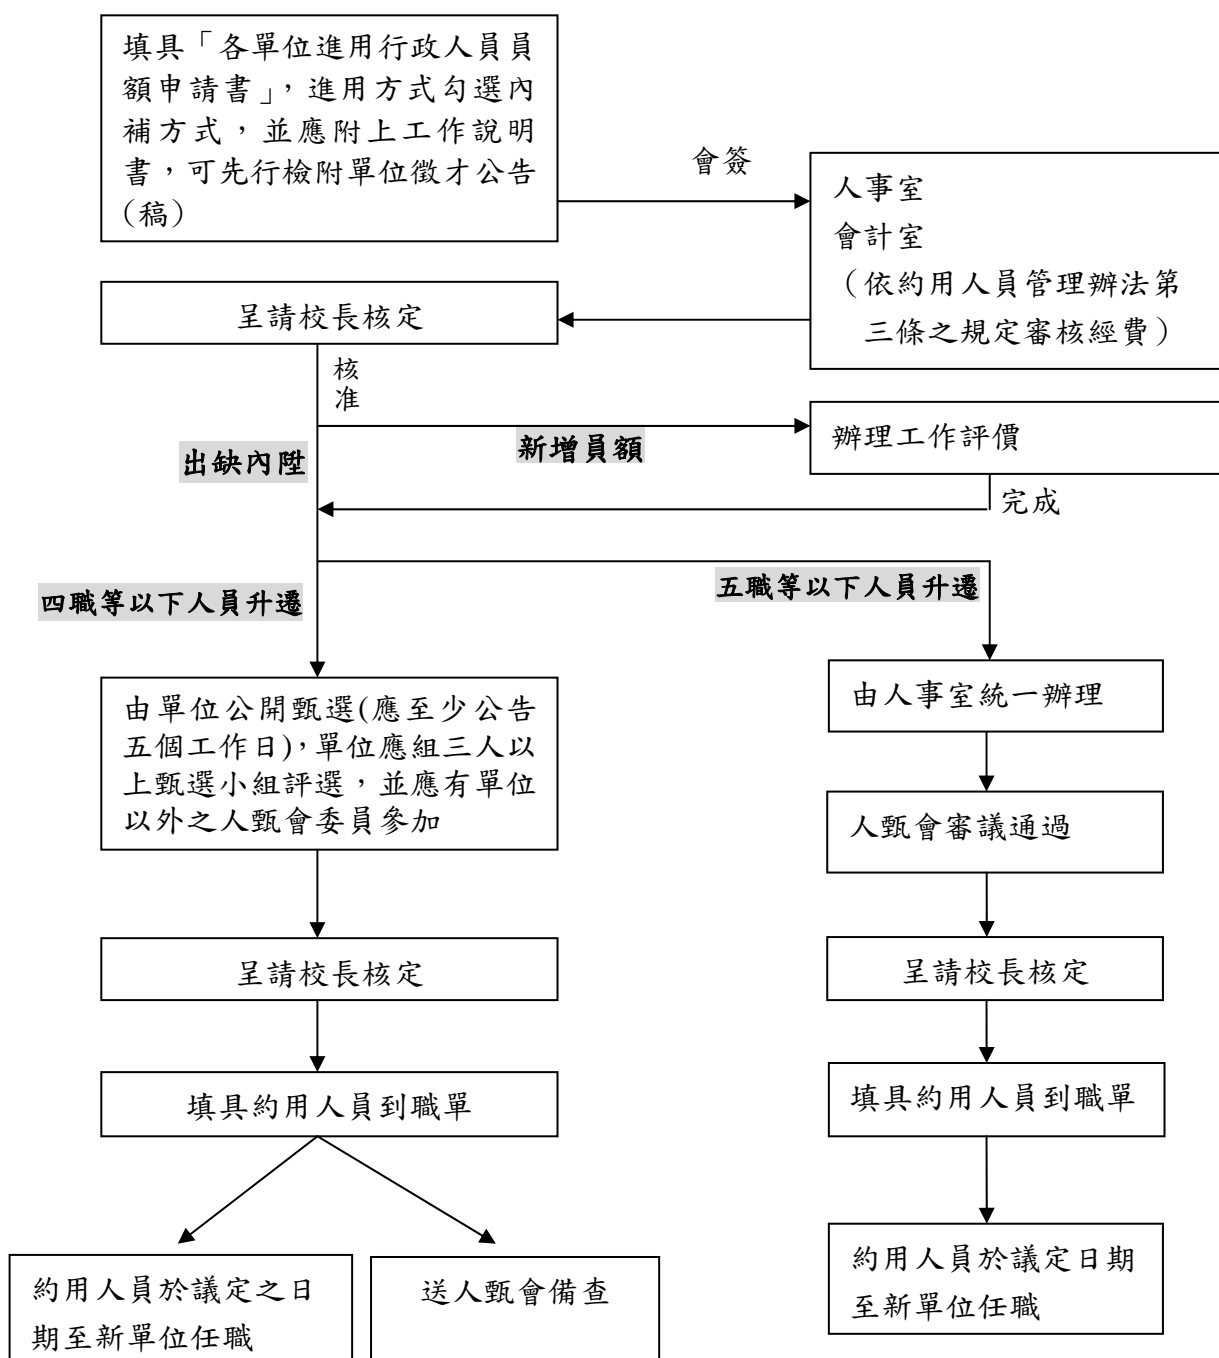 填具「各單位進用行政人員員
額申請書」，進用方式勾選內
補方式，並應附上工作說明
書，可先行檢附單位徵才公告
（稿）
會簽
人事室
會計室
（依約用人員管理辦法第
三條之規定審核經費）
呈請校長核定
核
准
辦理工作評價
新增員額
出缺內陞
完成
五職等以下人員升遷
四職等以下人員升遷
由單位公開甄選(應至少公告
五個工作日)，單位應組三人以
上甄選小組評選，並應有單位
以外之人甄會委員參加
由人事室統一辦理
人甄會審議通過
呈請校長核定
呈請校長核定
填具約用人員到職單
填具約用人員到職單
約用人員於議定之日
期至新單位任職
送人甄會備查
約用人員於議定日期
至新單位任職